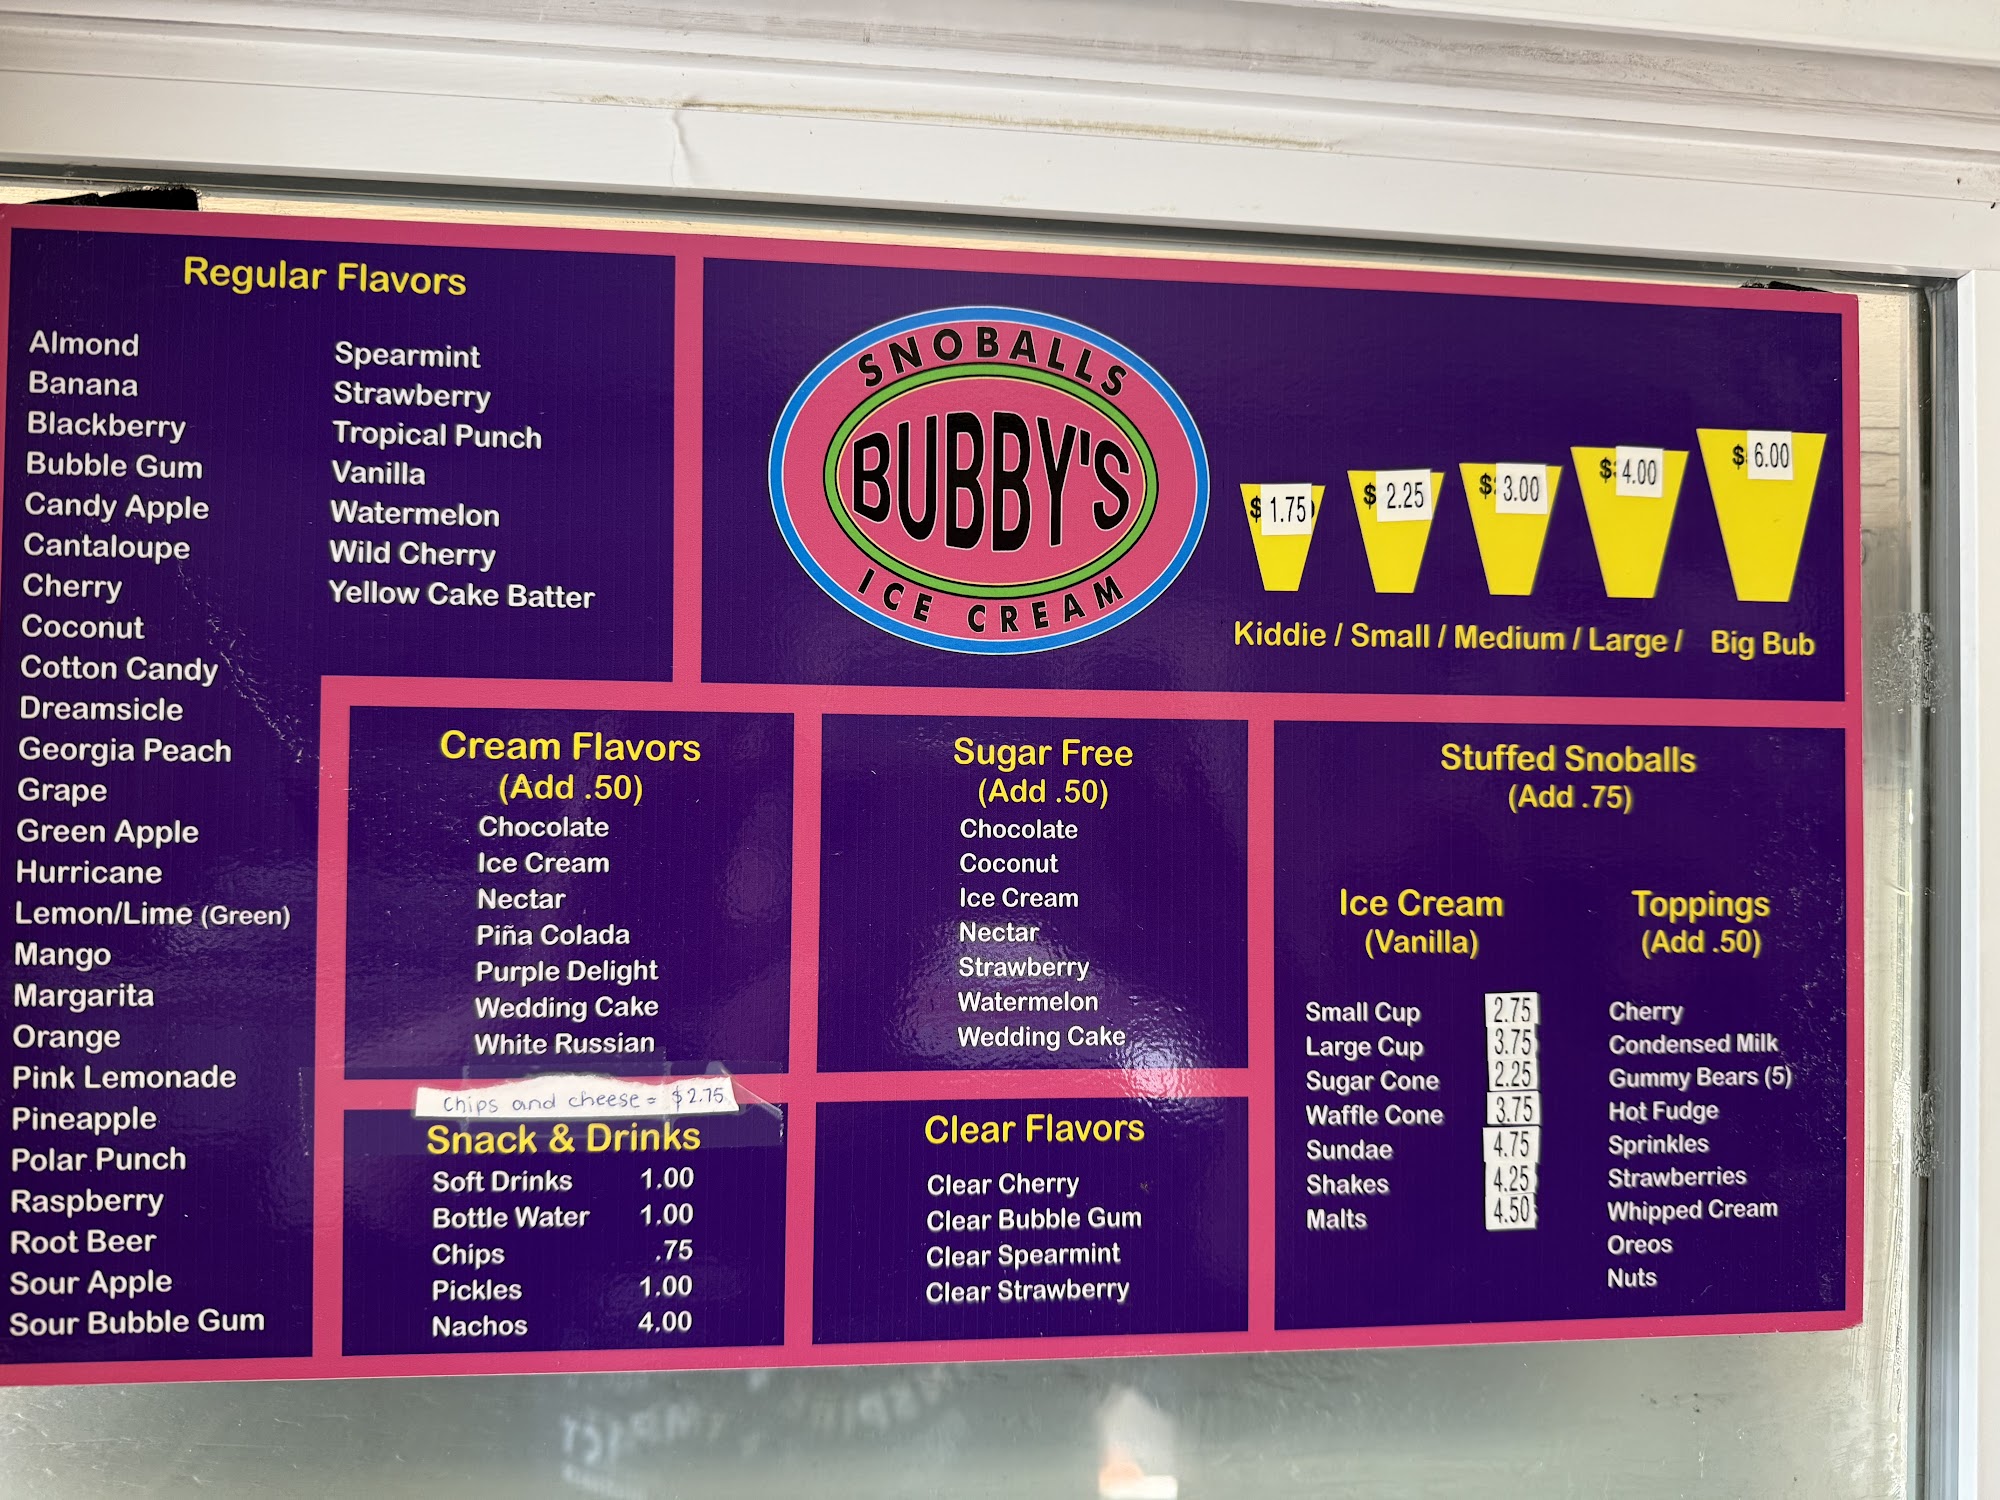 Regular Flavors
Almond
Banana
Blackberry
Bubble Gum
Candy Apple
Cantaloupe
Cherry
Coconut
Cotton Candy
Dreamsicle
Georgia Peach
Grape
Green Apple
Hurricane
Lemon/Lime (Green)
Mango
Margarita
Orange
Pink Lemonade
Pineapple
Polar Punch
Raspberry
Root Beer
Sour Apple
Sour Bubble Gum
Spearmint
Strawberry
Tropical Punch
Vanilla
Watermelon
Wild Cherry
Yellow Cake Batter
SNOBALLS
BUBBY'S
ICE CREAM
$ 1.75
$ 2.25
$ 3.00
$ 4.00
$ 6.00
Kiddie / Small / Medium / Large / Big Bub
Cream Flavors
(Add .50)
Chocolate
Ice Cream
Nectar
Piña Colada
Purple Delight
Wedding Cake
White Russian
Chips and cheese = $2.75
Snack & Drinks
Soft Drinks 1.00
Bottle Water 1.00
Chips .75
Pickles 1.00
Nachos 4.00
Sugar Free
(Add .50)
Chocolate
Coconut
Ice Cream
Nectar
Strawberry
Watermelon
Wedding Cake
Clear Flavors
Clear Cherry
Clear Bubble Gum
Clear Spearmint
Clear Strawberry
Stuffed Snoballs
(Add .75)
Ice Cream
(Vanilla)
Small Cup 2.75
Large Cup 3.75
Sugar Cone 2.25
Waffle Cone 3.75
Sundae 4.75
Shakes 4.25
Malts 4.50
Toppings
(Add .50)
Cherry
Condensed Milk
Gummy Bears (5)
Hot Fudge
Sprinkles
Strawberries
Whipped Cream
Oreos
Nuts